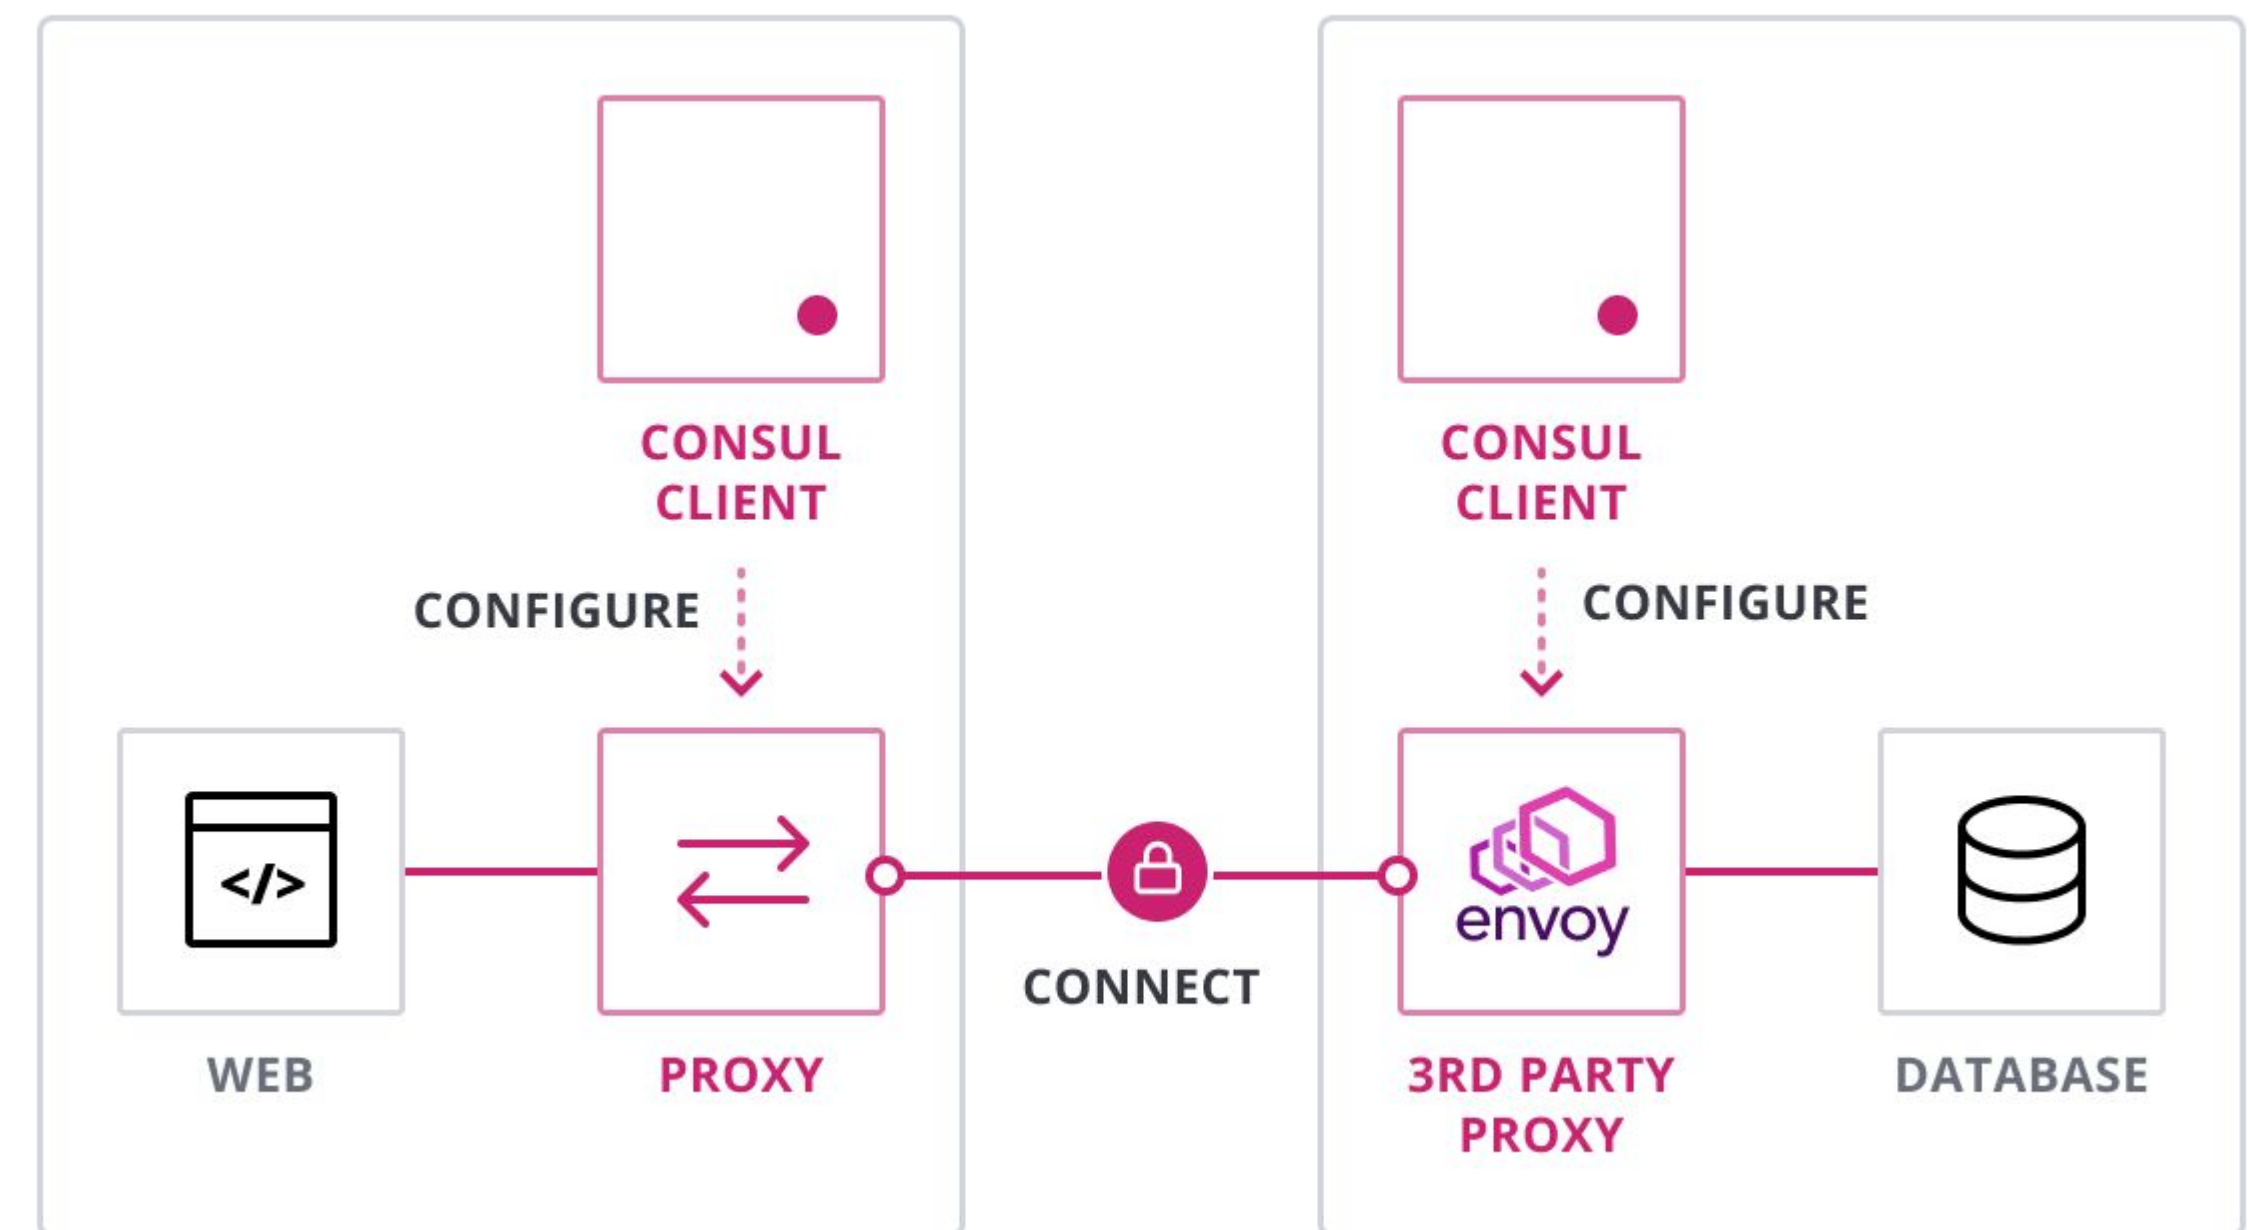 CONSUL
CLIENT
CONSUL
CLIENT
CONFIGURE
CONFIGURE
</>
envoy
CONNECT
WEB
PROXY
3RD PARTY
PROXY
DATABASE